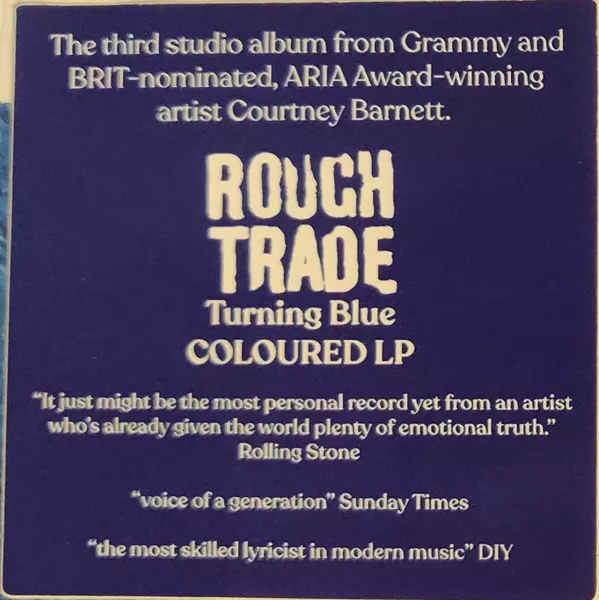 The third studio album from Grammy and
BRIT-nominated, ARIA Award-winning
artist Courtney Barnett.
ROUGH
TRADE
Turning Blue
COLOURED LP
“It just might be the most personal record yet from an artist
who’s already given the world plenty of emotional truth.”
Rolling Stone
“voice of a generation” Sunday Times
“the most skilled lyricist in modern music” DIY